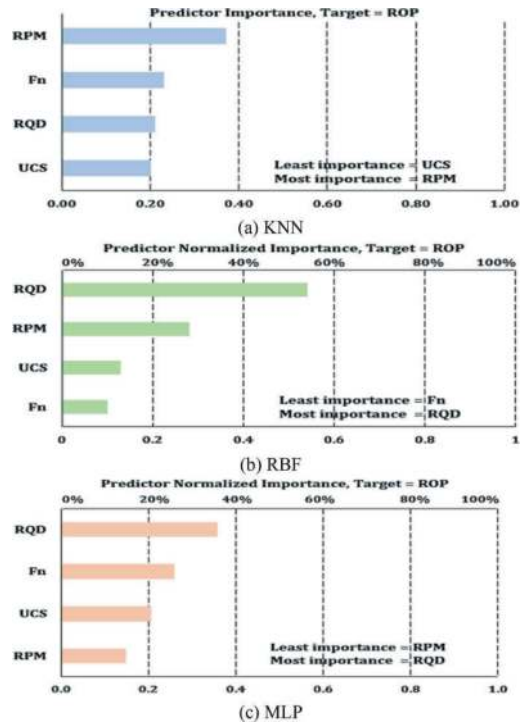 Predictor Importance, Target = ROP
RPM
Fn
RQD
UCS
Least importance = UCS
Most importance = RPM
0.00 0.20 0.40 0.60 0.80 1.00
(a) KNN
Predictor Normalized Importance, Target = ROP
0% 20% 40% 60% 80% 100%
RQD
RPM
UCS
Fn
Least importance = Fn
Most importance = RQD
0 0.2 0.4 0.6 0.8 1
(b) RBF
Predictor Normalized Importance, Target = ROP
0% 20% 40% 60% 80% 100%
RQD
Fn
UCS
RPM
Least importance = RPM
Most importance = RQD
0.0 0.2 0.4 0.6 0.8 1.0
(c) MLP